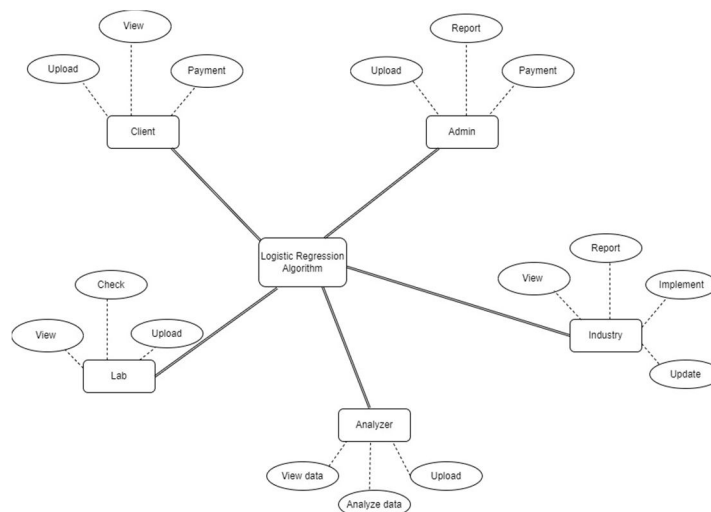 View
Upload
Payment
Client
Report
Upload
Payment
Admin
Logistic Regression
Algorithm
Check
View
Upload
Lab
Report
View
Implement
Industry
Update
Analyzer
View data
Upload
Analyze data